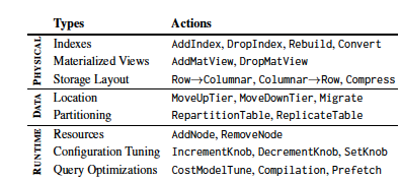 Types Actions
PHYSICAL
Indexes AddIndex, DropIndex, Rebuild, Convert
Materialized Views AddMatView, DropMatView
Storage Layout Row→Columnar, Columnar→Row, Compress
DATA
Location MoveUpTier, MoveDownTier, Migrate
Partitioning RepartitionTable, ReplicateTable
RUNTIME
Resources AddNode, RemoveNode
Configuration Tuning IncrementKnob, DecrementKnob, SetKnob
Query Optimizations CostModelTune, Compilation, Prefetch